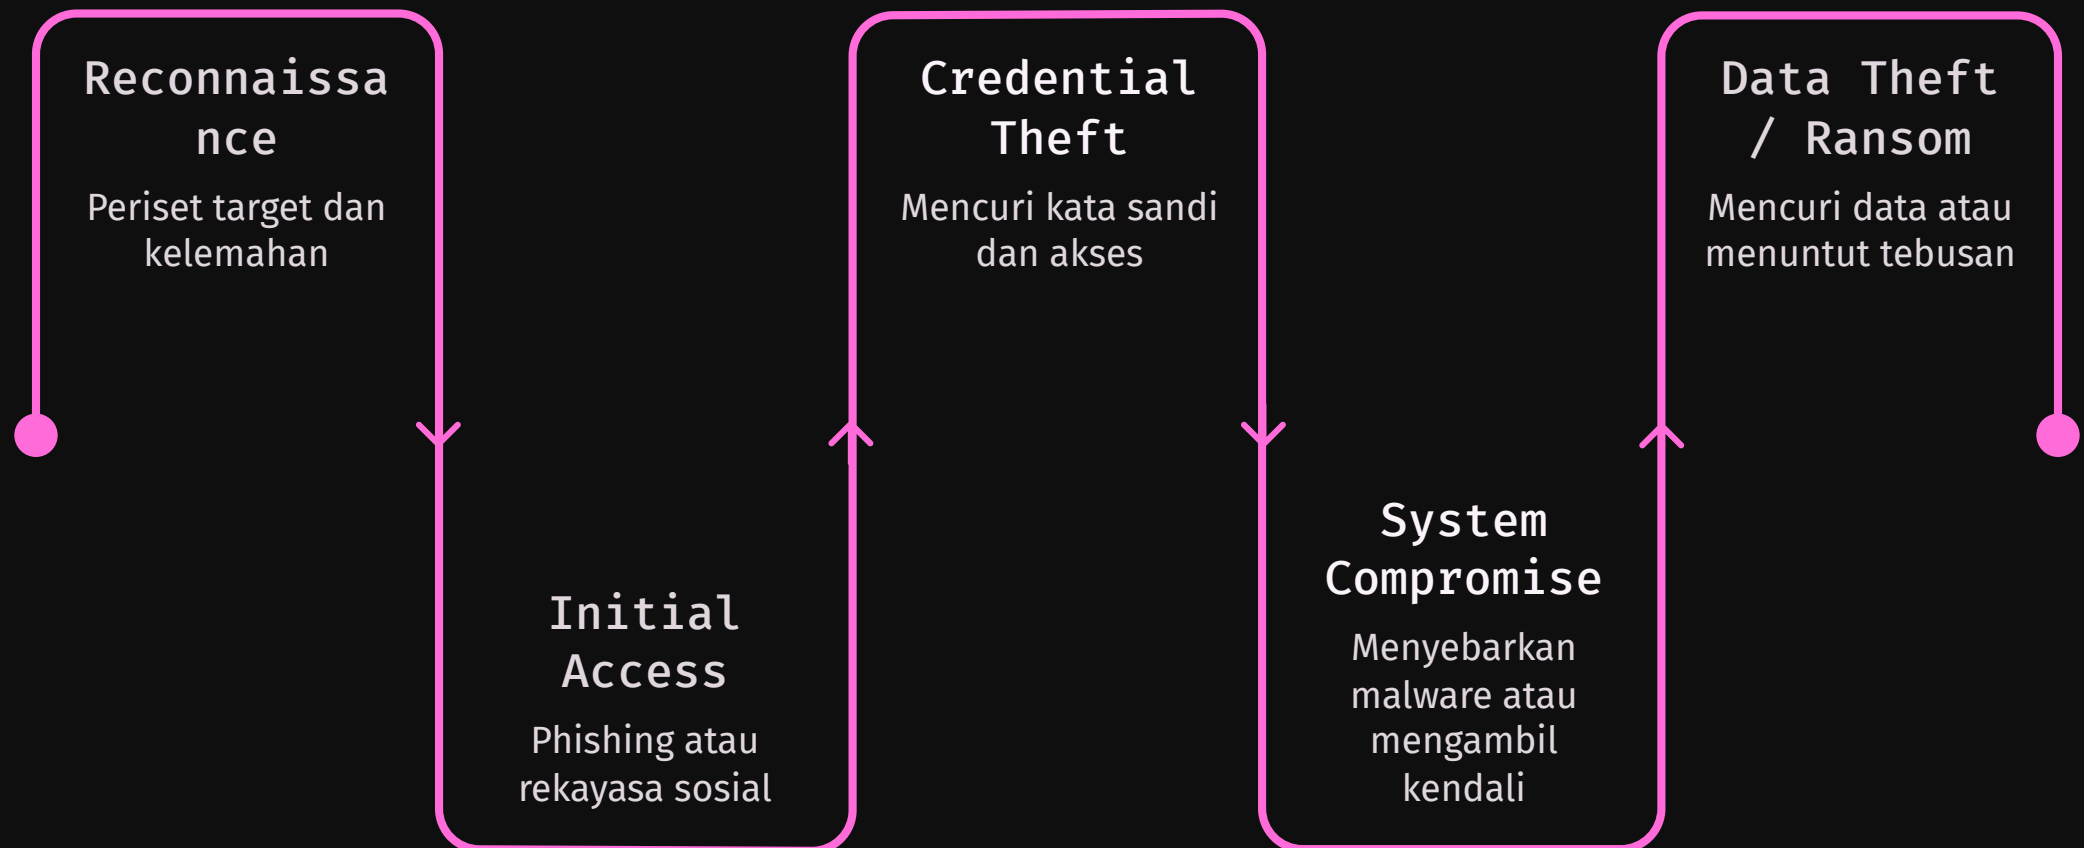 Reconnaissa
nce
Periset target dan
kelemahan
Initial
Access
Phishing atau
rekayasa sosial
Credential
Theft
Mencuri kata sandi
dan akses
System
Compromise
Menyebarkan
malware atau
mengambil
kendali
Data Theft
/ Ransom
Mencuri data atau
menuntut tebusan